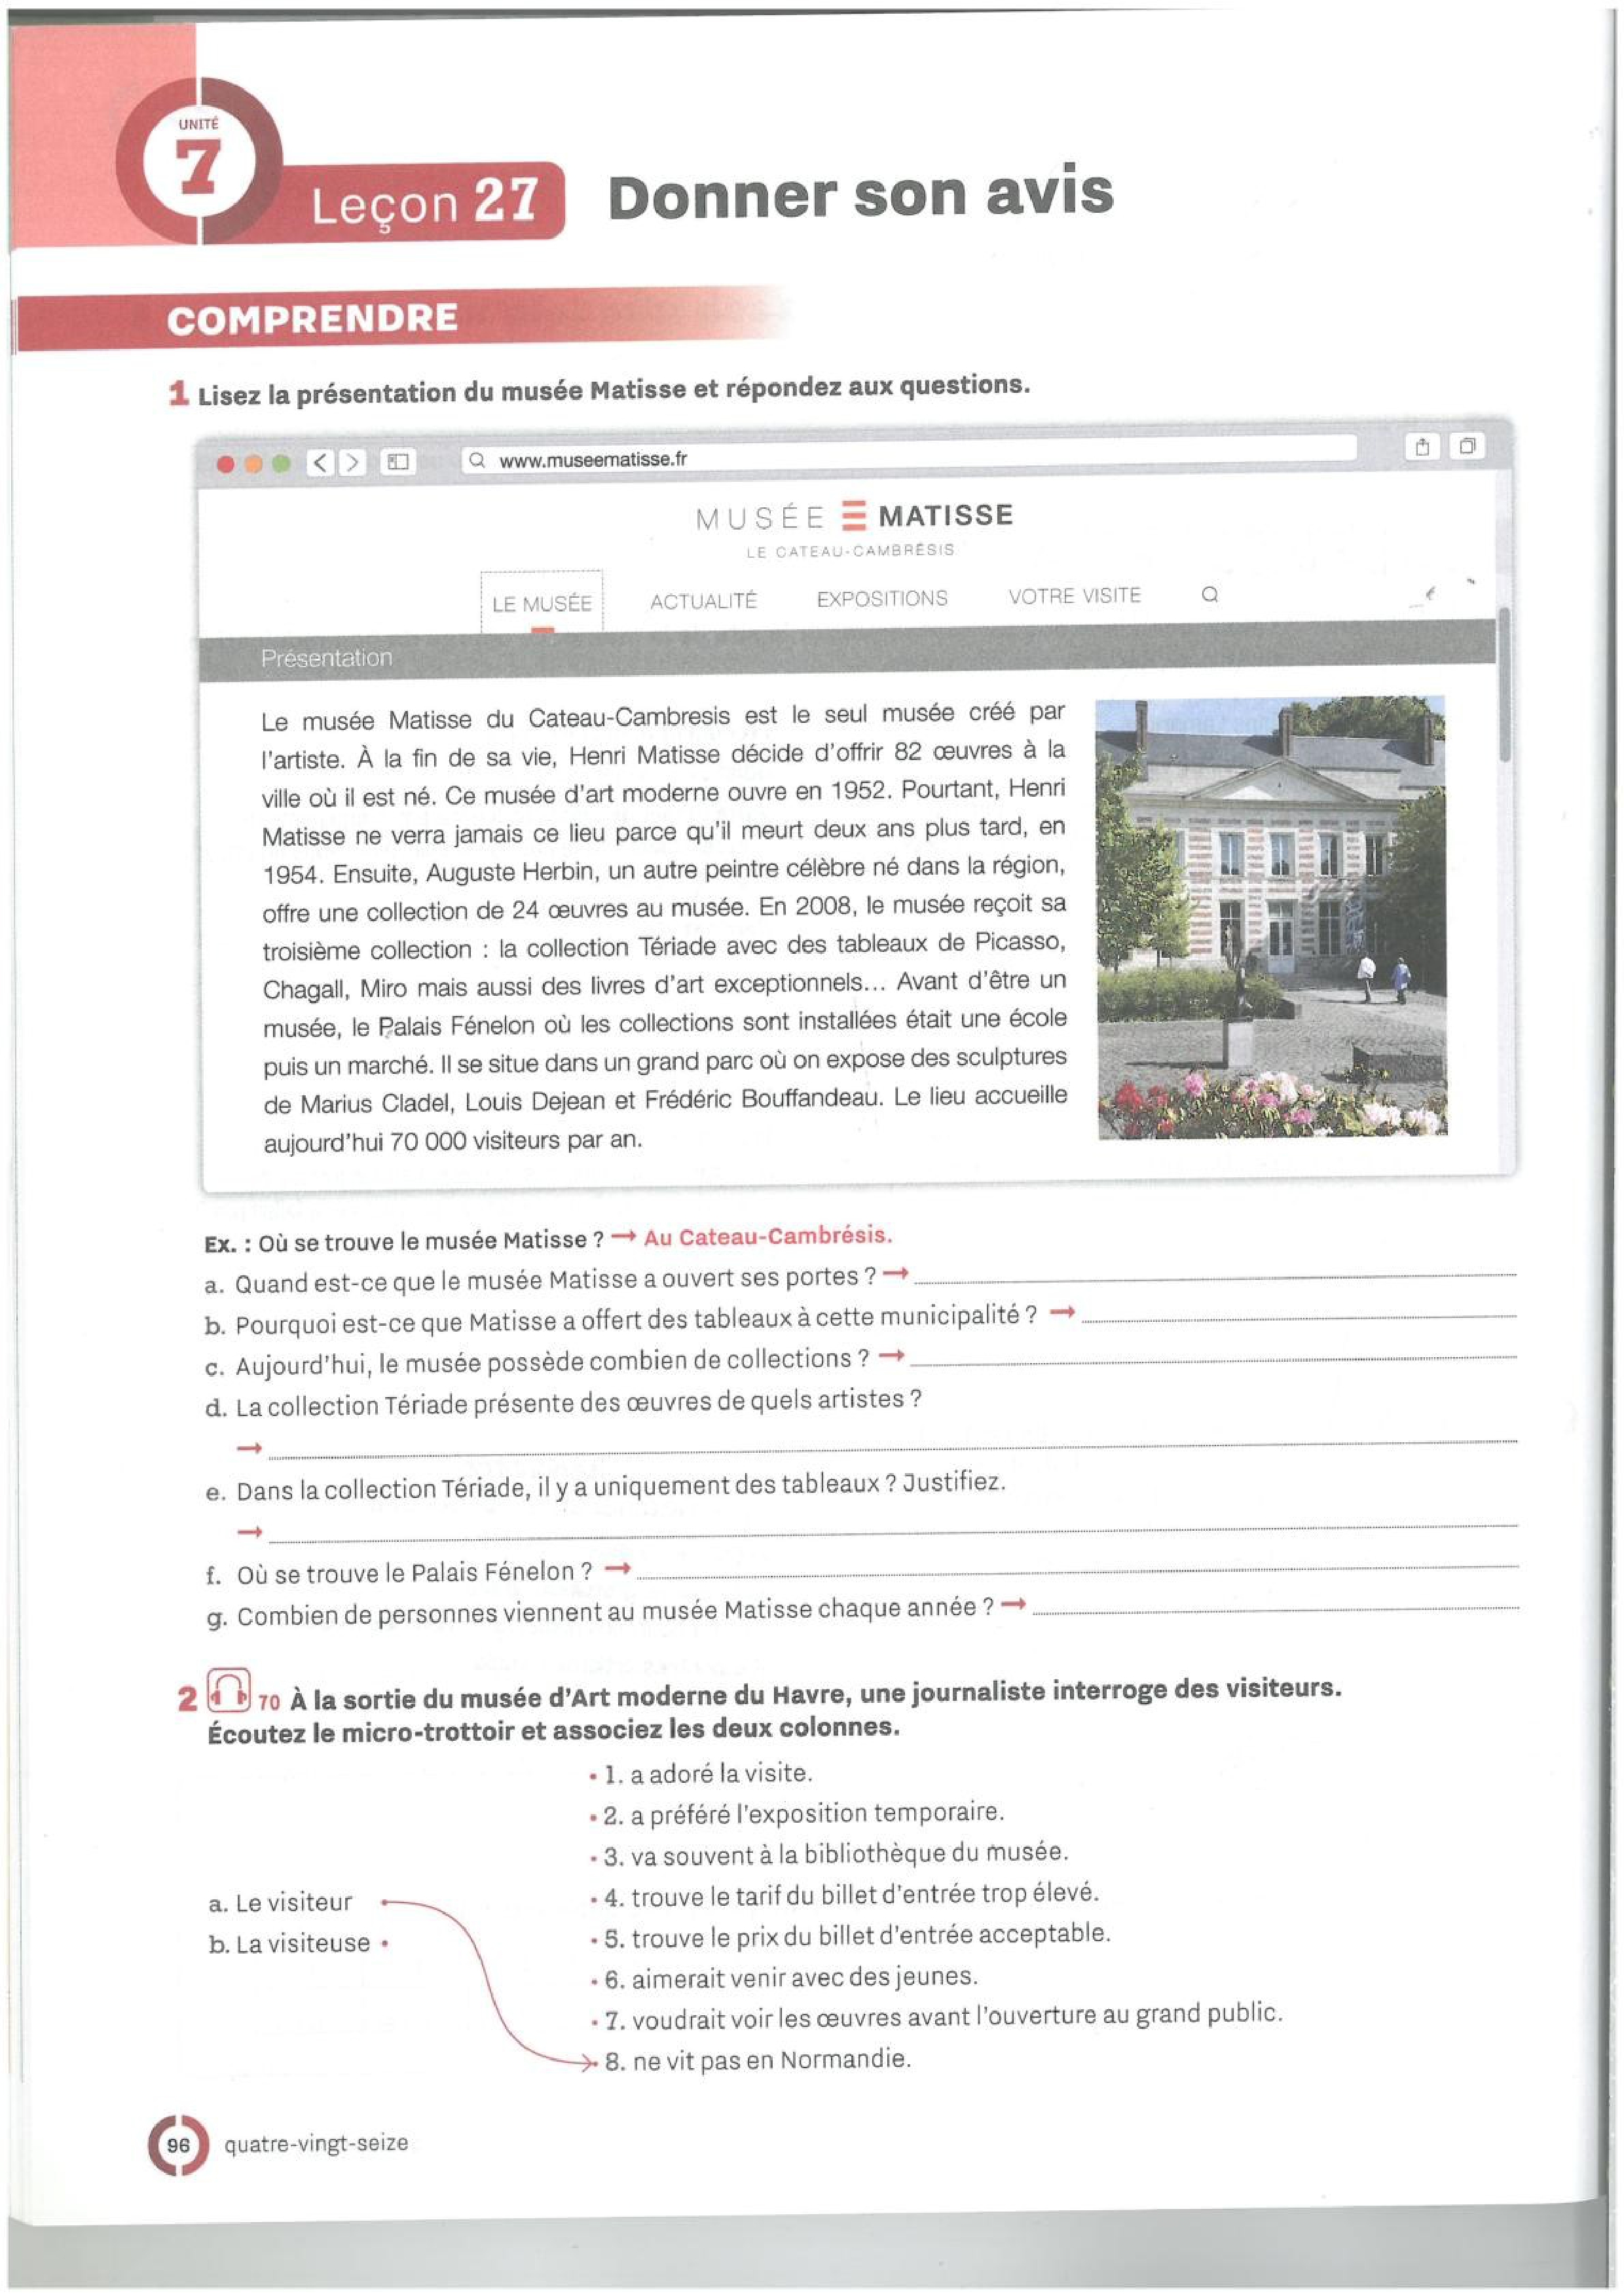 UNITÉ
7
Leçon 27 Donner son avis
COMPRENDRE
1 Lisez la présentation du musée Matisse et répondez aux questions.
www.museematisse.fr
MUSÉE MATISSE
LE CATEAU-CAMBRÉSIS
LE MUSÉE ACTUALITÉ EXPOSITIONS VOTRE VISITE
Présentation
Le musée Matisse du Cateau-Cambresis est le seul musée créé par
l'artiste. À la fin de sa vie, Henri Matisse décide d'offrir 82 œuvres à la
ville où il est né. Ce musée d'art moderne ouvre en 1952. Pourtant, Henri
Matisse ne verra jamais ce lieu parce qu'il meurt deux ans plus tard, en
1954. Ensuite, Auguste Herbin, un autre peintre célèbre né dans la région,
offre une collection de 24 œuvres au musée. En 2008, le musée reçoit sa
troisième collection : la collection Tériade avec des tableaux de Picasso,
Chagall, Miro mais aussi des livres d'art exceptionnels... Avant d'être un
musée, le Palais Fénelon où les collections sont installées était une école
puis un marché. Il se situe dans un grand parc où on expose des sculptures
de Marius Cladel, Louis Dejean et Frédéric Bouffandeau. Le lieu accueille
aujourd'hui 70 000 visiteurs par an.
Ex. : Où se trouve le musée Matisse ? → Au Cateau-Cambrésis.
a. Quand est-ce que le musée Matisse a ouvert ses portes ? →
b. Pourquoi est-ce que Matisse a offert des tableaux à cette municipalité ? →
c. Aujourd'hui, le musée possède combien de collections ? →
d. La collection Tériade présente des œuvres de quels artistes ?
→
e. Dans la collection Tériade, il y a uniquement des tableaux ? Justifiez.
→
f. Où se trouve le Palais Fénelon ? →
g. Combien de personnes viennent au musée Matisse chaque année ? →
2 70 À la sortie du musée d'Art moderne du Havre, une journaliste interroge des visiteurs.
Écoutez le micro-trottoir et associez les deux colonnes.
• 1. a adoré la visite.
• 2. a préféré l'exposition temporaire.
• 3. va souvent à la bibliothèque du musée.
a. Le visiteur • • 4. trouve le tarif du billet d'entrée trop élevé.
b. La visiteuse • • 5. trouve le prix du billet d'entrée acceptable.
• 6. aimerait venir avec des jeunes.
• 7. voudrait voir les œuvres avant l'ouverture au grand public.
• 8. ne vit pas en Normandie.
96 quatre-vingt-seize